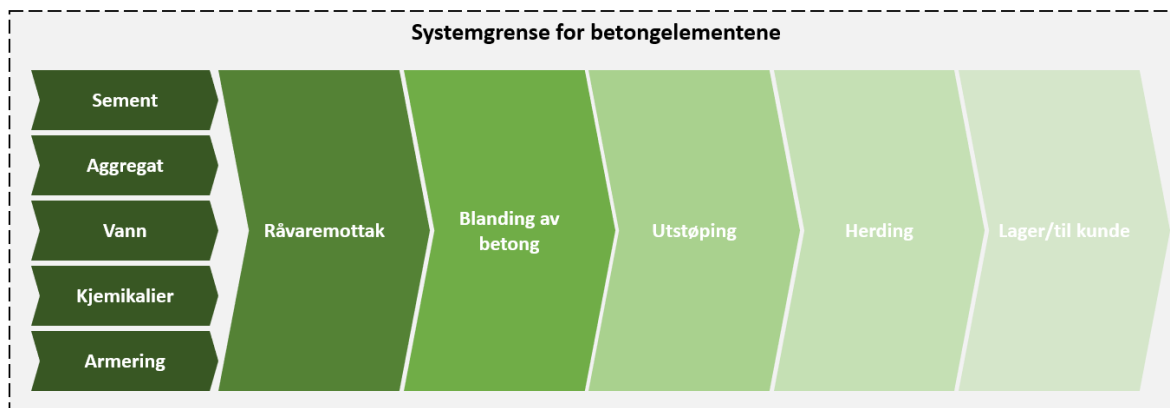 Systemgrense for betongelementene
Sement
Aggregat
Vann
Kjemikalier
Armering
Råvaremottak
Blanding av
betong
Utstøping
Herding
Lager/til kunde